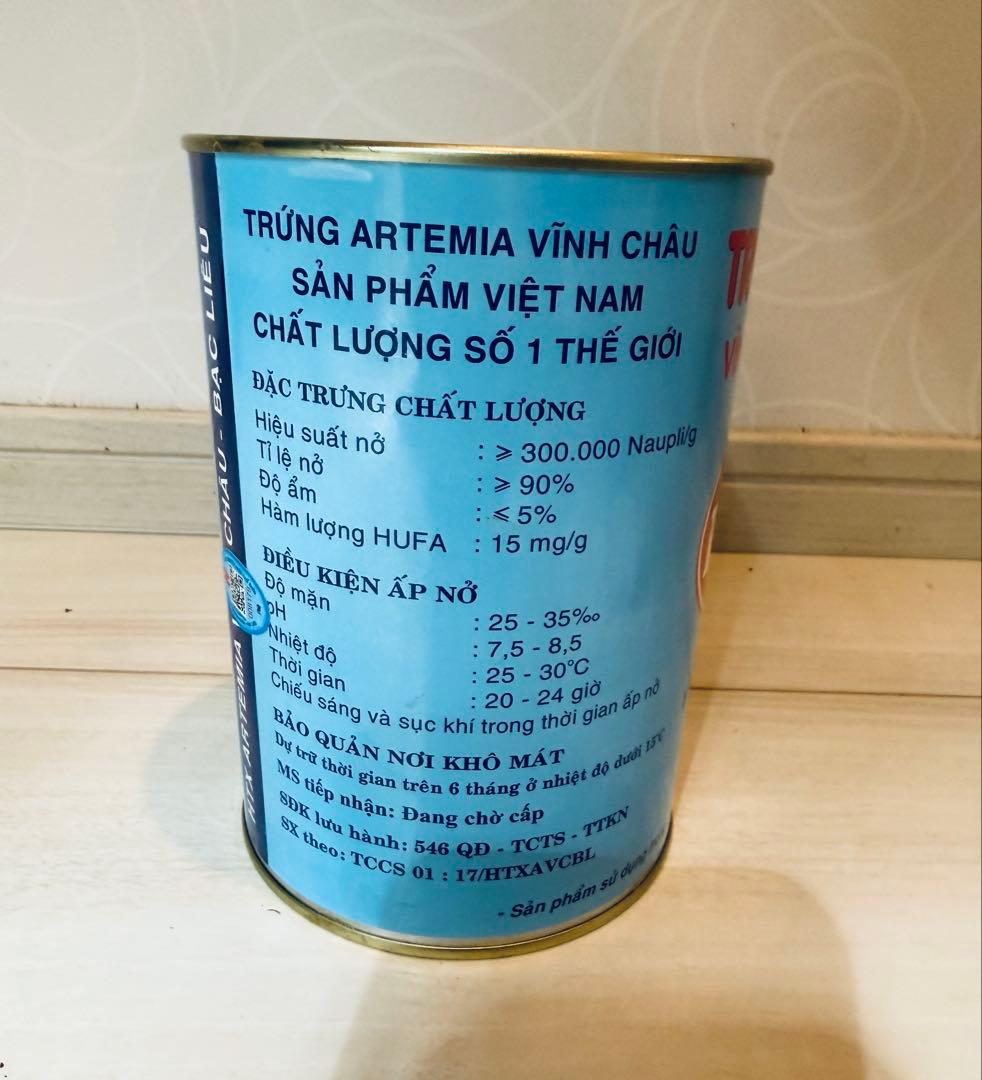 TRỨNG ARTEMIA VĨNH CHÂU
SẢN PHẨM VIỆT NAM
CHẤT LƯỢNG SỐ 1 THẾ GIỚI
ĐẶC TRƯNG CHẤT LƯỢNG
Hiệu suất nở : ≥ 300.000 Naupli/g
Tỉ lệ nở : ≥ 90%
Độ ẩm : ≤ 5%
Hàm lượng HUFA : 15 mg/g
ĐIỀU KIỆN ẤP NỞ
Độ mặn : 25 - 35‰
pH : 7,5 - 8,5
Nhiệt độ : 25 - 30°C
Thời gian : 20 - 24 giờ
Chiếu sáng và sục khí trong thời gian ấp nở
BẢO QUẢN NƠI KHÔ MÁT
Dự trữ thời gian trên 6 tháng ở nhiệt độ dưới 15°C
MS tiếp nhận: Đang chờ cấp
SĐK lưu hành: 546 QĐ - TCTS - TTKN
SX theo: TCCS 01 : 17/HTXAVCBL
- Sản phẩm sử dụng
HTX ARTEMIA CHÂU - BẠC LIÊU